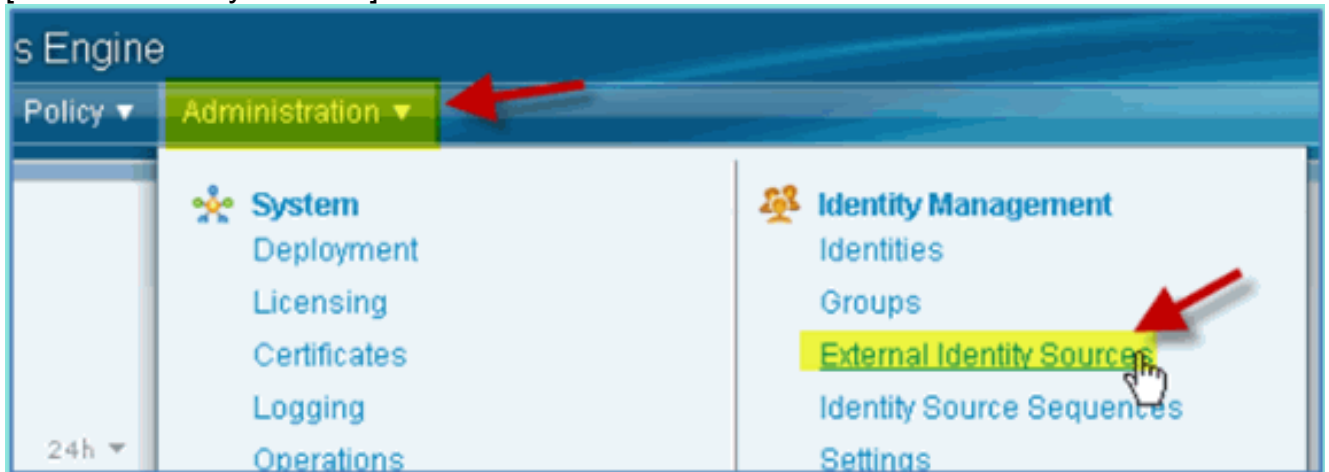 s Engine
Policy ▼ Administration ▼
System
Deployment
Licensing
Certificates
Logging
Operations
Identity Management
Identities
Groups
External Identity Sources
Identity Source Sequences
Settings
24h ▼